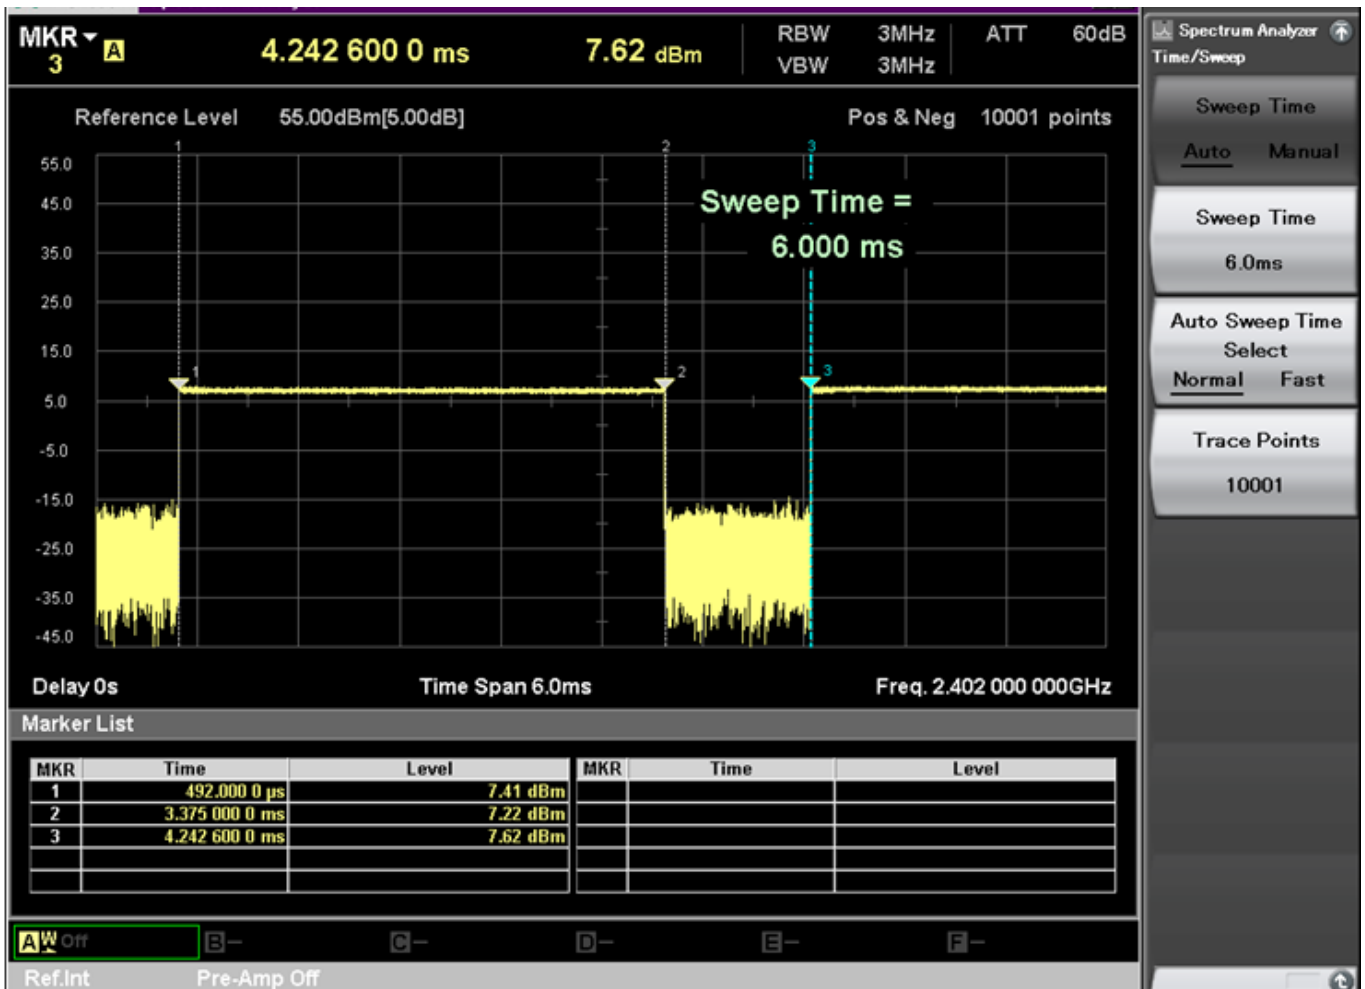 MKR
3
A
4.242 600 0 ms
7.62 dBm
RBW 3MHz
VBW 3MHz
ATT 60dB
Reference Level 55.00dBm[5.00dB]
Pos & Neg 10001 points
1 2 3
55.0
45.0
35.0
25.0
15.0
5.0
-5.0
-15.0
-25.0
-35.0
-45.0
Sweep Time =
6.000 ms
1 2 3
Delay 0s Time Span 6.0ms Freq. 2.402 000 000GHz
Marker List
MKR Time Level MKR Time Level
1 492.000 0 µs 7.41 dBm
2 3.375 000 0 ms 7.22 dBm
3 4.242 600 0 ms 7.62 dBm
A W Off B - C - D - E - F -
Ref.Int Pre-Amp Off
Spectrum Analyzer
Time/Sweep
Sweep Time
Auto Manual
Sweep Time
6.0ms
Auto Sweep Time
Select
Normal Fast
Trace Points
10001